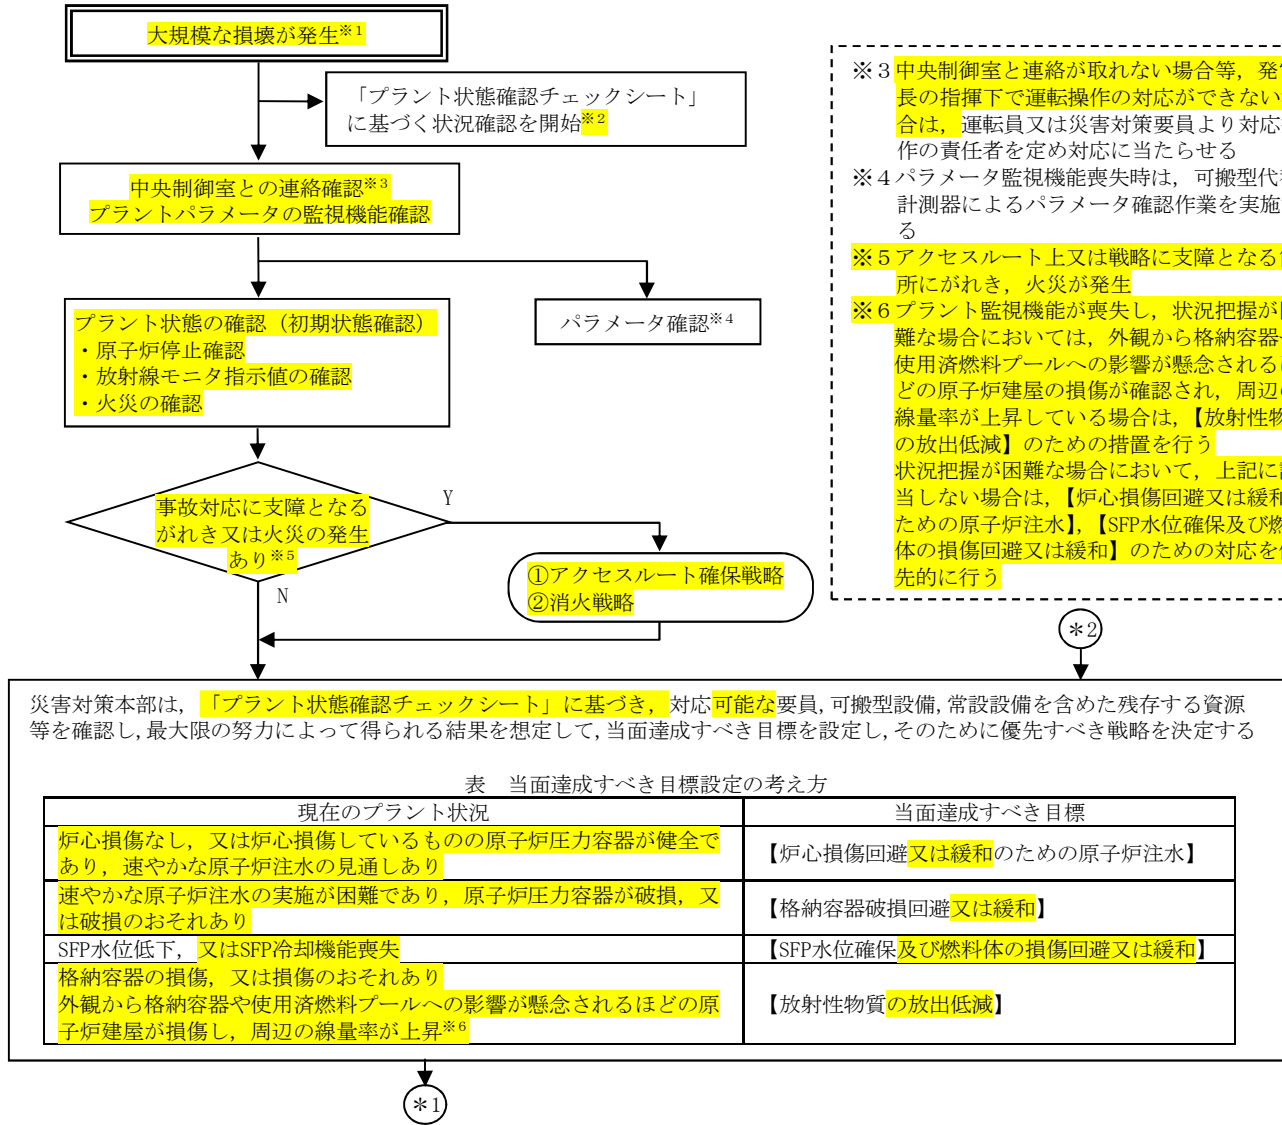 大規模な損壊が発生※1
「プラント状態確認チェックシート」
に基づく状況確認を開始※2
中央制御室との連絡確認※3
プラントパラメータの監視機能確認
プラント状態の確認（初期状態確認）
・原子炉停止確認
・放射線モニタ指示値の確認
・火災の確認
パラメータ確認※4
事故対応に支障となる
がれき又は火災の発生
あり※5
Y
N
①アクセスルート確保戦略
②消火戦略
※3中央制御室と連絡が取れない場合等，発
長の指揮下で運転操作の対応ができない
合は，運転員又は災害対策要員より対応
作の責任者を定め対応に当たらせる
※4パラメータ監視機能喪失時は，可搬型代
計測器によるパラメータ確認作業を実施
る
※5アクセスルート上又は戦略に支障となる
所にがれき，火災が発生
※6プラント監視機能が喪失し，状況把握が
難な場合においては，外観から格納容器
使用済燃料プールへの影響が懸念される
どの原子炉建屋の損傷が確認され，周辺
線量率が上昇している場合は，【放射性物
の放出低減】のための措置を行う
状況把握が困難な場合において，上記に
当しない場合は，【炉心損傷回避又は緩和
ための原子炉注水】，【SFP水位確保及び燃
体の損傷回避又は緩和】のための対応を
先的に行う
＊2
災害対策本部は，「プラント状態確認チェックシート」に基づき，対応可能な要員，可搬型設備，常設設備を含めた残存する資源
等を確認し，最大限の努力によって得られる結果を想定して，当面達成すべき目標を設定し，そのために優先すべき戦略を決定する
表　当面達成すべき目標設定の考え方
現在のプラント状況
当面達成すべき目標
炉心損傷なし，又は炉心損傷しているものの原子炉圧力容器が健全で
あり，速やかな原子炉注水の見通しあり
【炉心損傷回避又は緩和のための原子炉注水】
速やかな原子炉注水の実施が困難であり，原子炉圧力容器が破損，又
は破損のおそれあり
【格納容器破損回避又は緩和】
SFP水位低下，又はSFP冷却機能喪失
【SFP水位確保及び燃料体の損傷回避又は緩和】
格納容器の損傷，又は損傷のおそれあり
外観から格納容器や使用済燃料プールへの影響が懸念されるほどの原
子炉建屋が損傷し，周辺の線量率が上昇※6
【放射性物質の放出低減】
＊1